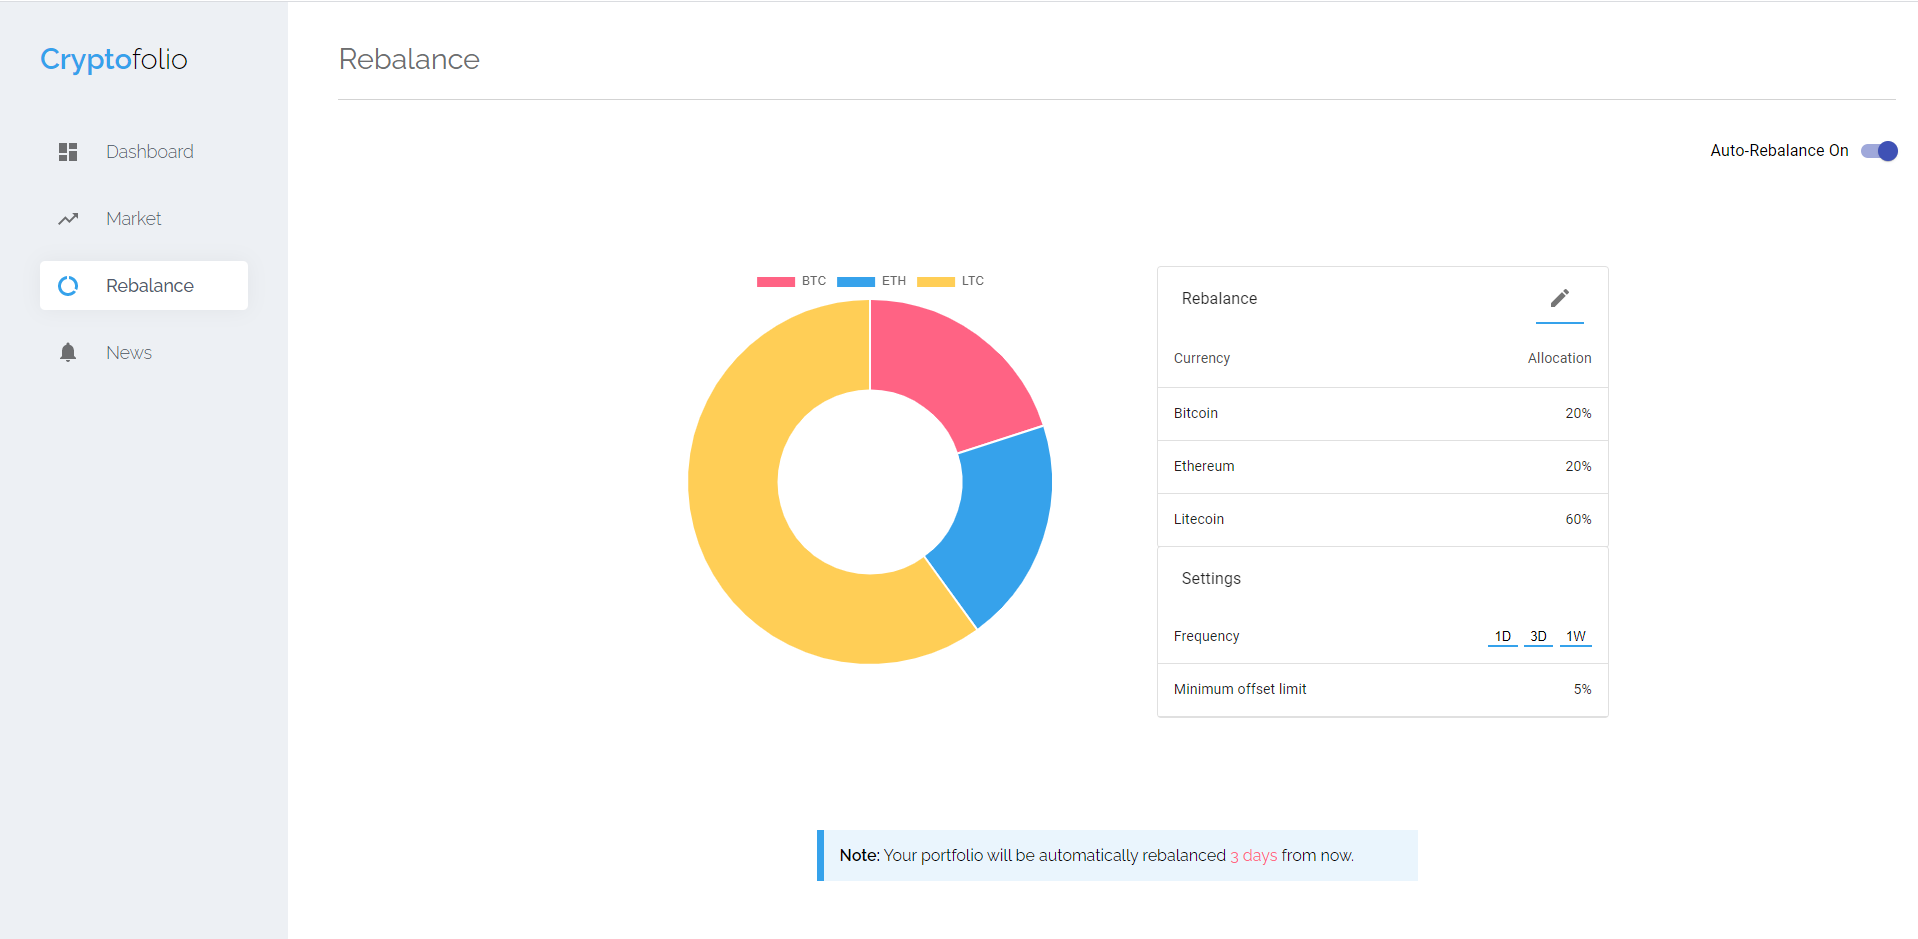 Cryptofolio
Dashboard
Market
Rebalance
News
Rebalance
Auto-Rebalance On
BTC ETH LTC
Rebalance
Currency Allocation
Bitcoin 20%
Ethereum 20%
Litecoin 60%
Settings
Frequency 1D 3D 1W
Minimum offset limit 5%
Note: Your portfolio will be automatically rebalanced 3 days from now.